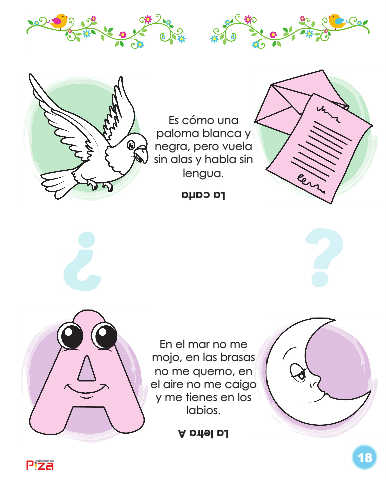 Es cómo una
paloma blanca y
negra, pero vuela
sin alas y habla sin
lengua.
La carta
¿ ?
En el mar no me
mojo, en las brasas
no me quemo, en
el aire no me caigo
y me tienes en los
labios.
La letra A
Piza
18